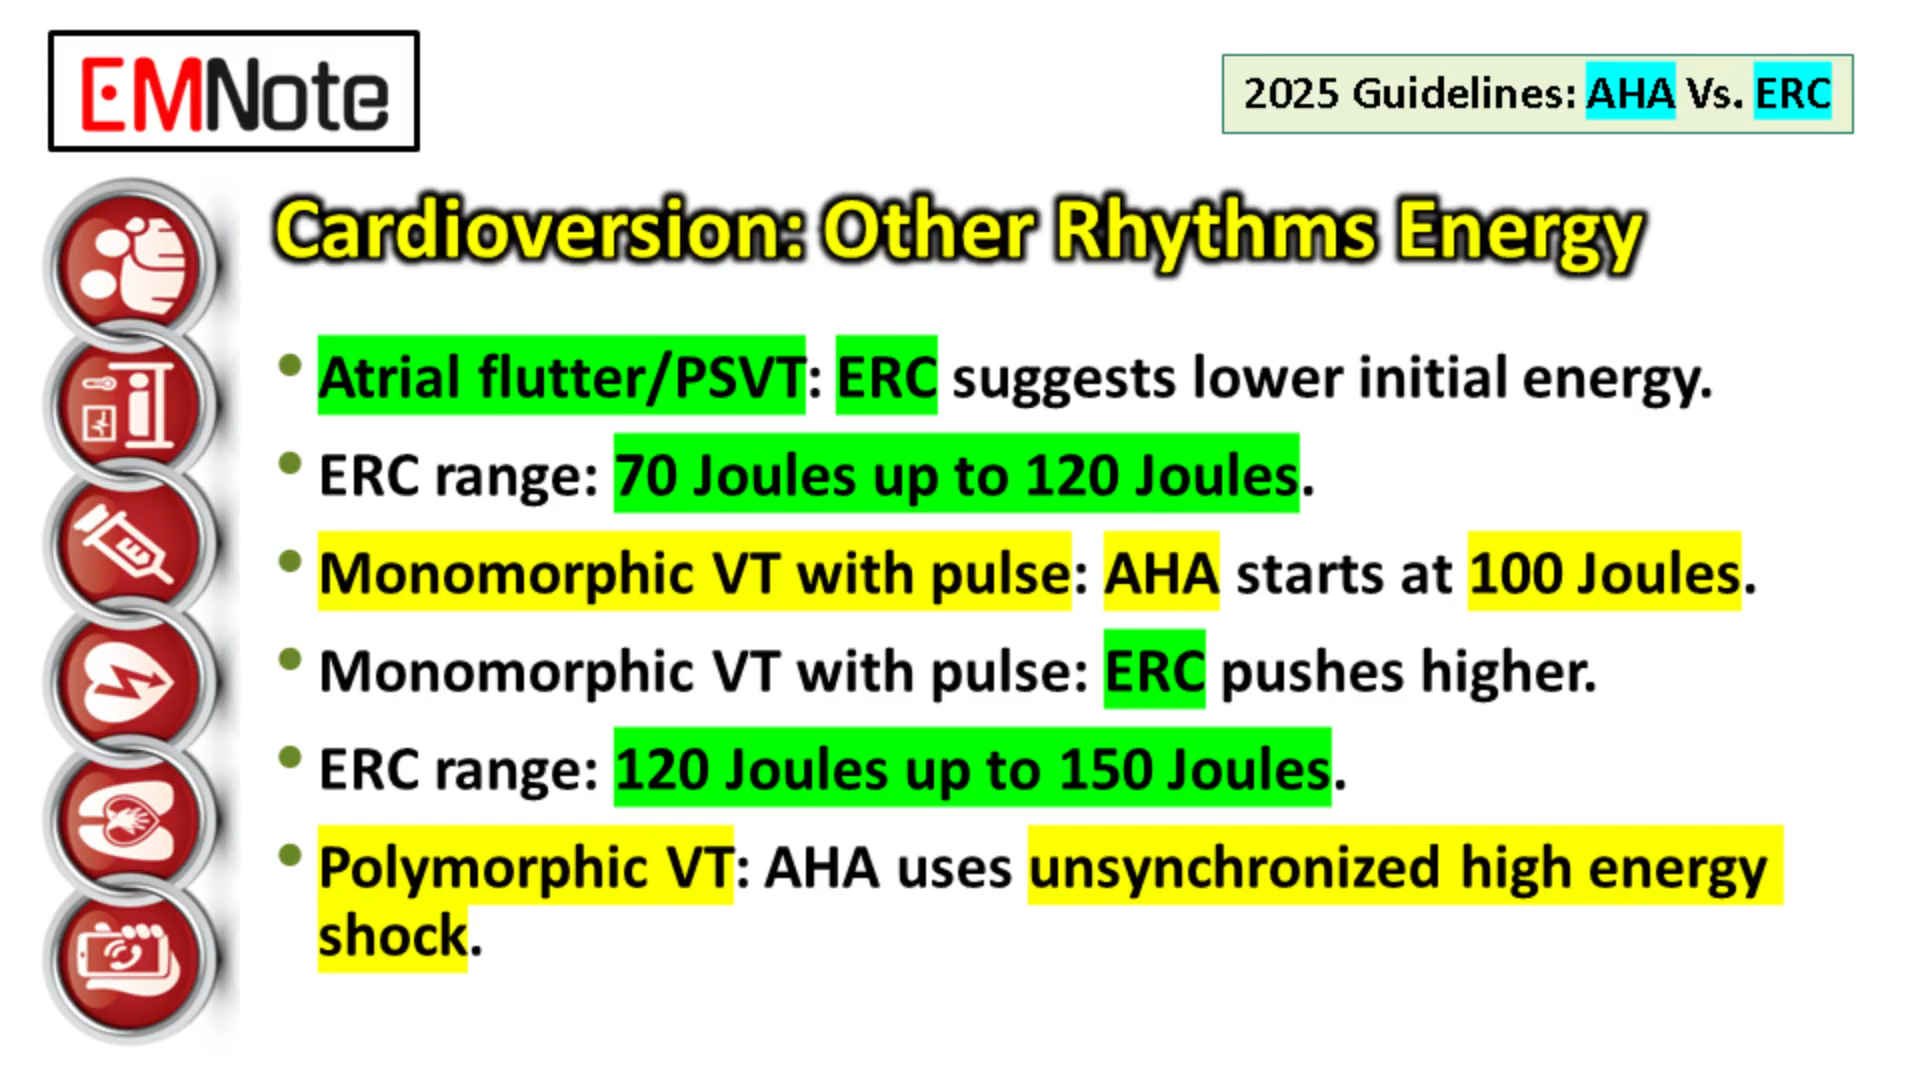 EMNote
2025 Guidelines: AHA Vs. ERC
Cardioversion: Other Rhythms Energy
• Atrial flutter/PSVT: ERC suggests lower initial energy.
• ERC range: 70 Joules up to 120 Joules.
• Monomorphic VT with pulse: AHA starts at 100 Joules.
• Monomorphic VT with pulse: ERC pushes higher.
• ERC range: 120 Joules up to 150 Joules.
• Polymorphic VT: AHA uses unsynchronized high energy
shock.